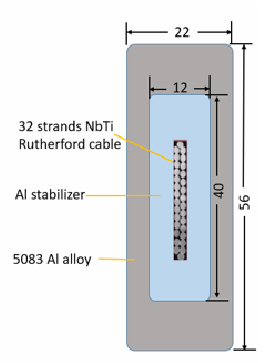 22
12
32 strands NbTi
Rutherford cable
Al stabilizer
40
56
5083 Al alloy